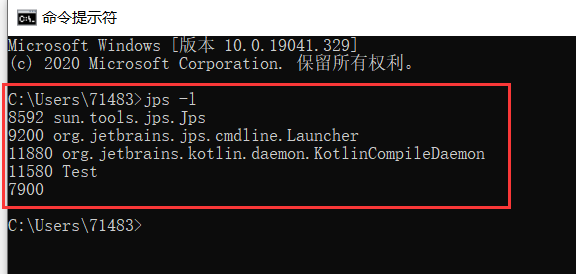 命令提示符
Microsoft Windows [版本 10.0.19041.329]
(c) 2020 Microsoft Corporation. 保留所有权利。
C:\Users\71483>jps -l
8592 sun.tools.jps.Jps
9200 org.jetbrains.jps.cmdline.Launcher
11880 org.jetbrains.kotlin.daemon.KotlinCompileDaemon
11580 Test
7900
C:\Users\71483>